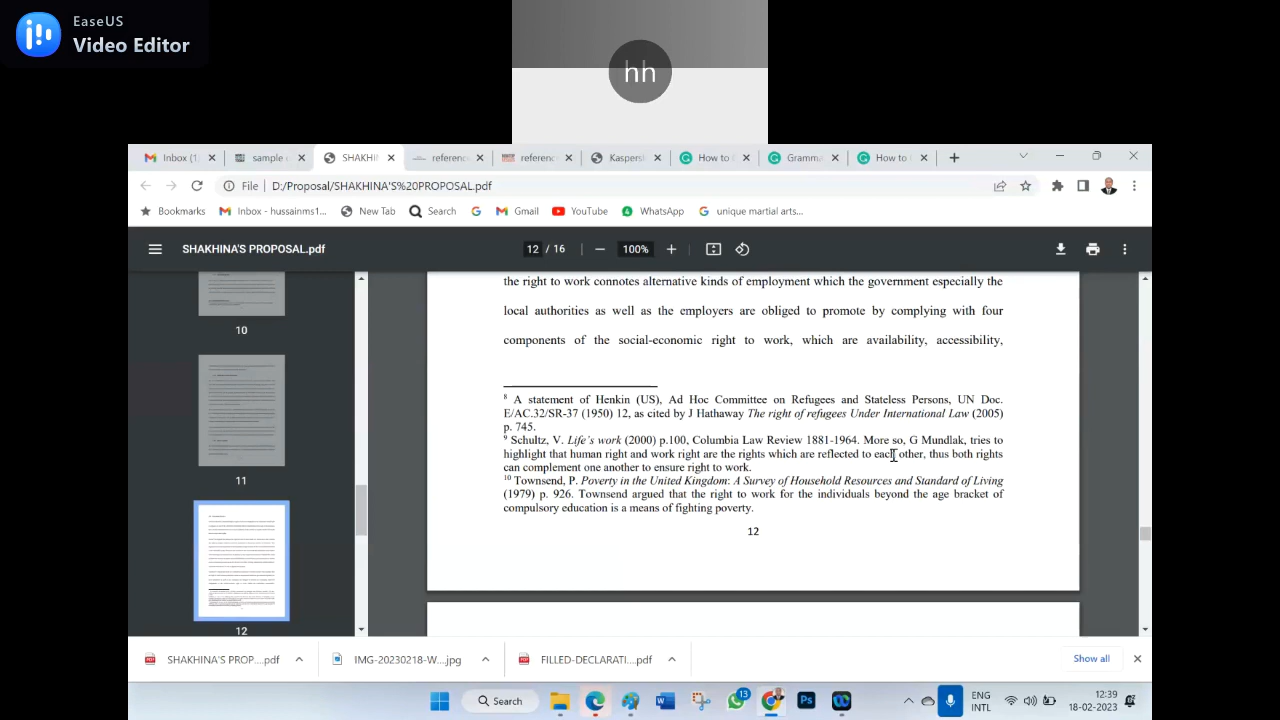 EaseUS
Video Editor
hh
Inbox (1
sample
SHAKHI
referenc
referenc
Kaspers
How to
Gramma
How to
File | D:/Proposal/SHAKHINA'S%20PROPOSAL.pdf
Bookmarks
Inbox - hussainms1...
New Tab
Search
Gmail
YouTube
WhatsApp
unique martial arts...
SHAKHINA'S PROPOSAL.pdf
12 / 16
100%
10
11
12
the right to work connotes alternative kinds of employment which the government especially the
local authorities as well as the employers are obliged to promote by complying with four
components of the social-economic right to work, which are availability, accessibility,
8 A statement of Henkin (US), Ad Hoc Committee on Refugees and Stateless Persons, UN Doc.
E/AC.32/SR-37 (1950) 12, as cited by J Hathaway The right of refugees Under International Law (2005)
p. 745.
9 Schultz, V. Life's work (2000) p.100, Columbia Law Review 1881-1964. More so, G Mundlak, tries to
highlight that human right and work right are the rights which are reflected to each other, thus both rights
can complement one another to ensure right to work.
10 Townsend, P. Poverty in the United Kingdom: A Survey of Household Resources and Standard of Living
(1979) p. 926. Townsend argued that the right to work for the individuals beyond the age bracket of
compulsory education is a means of fighting poverty.
12
SHAKHINA'S PROP....pdf
IMG-20230218-W....jpg
FILLED-DECLARATI....pdf
Show all
Search
13
ENG
INTL
12:39
18-02-2023